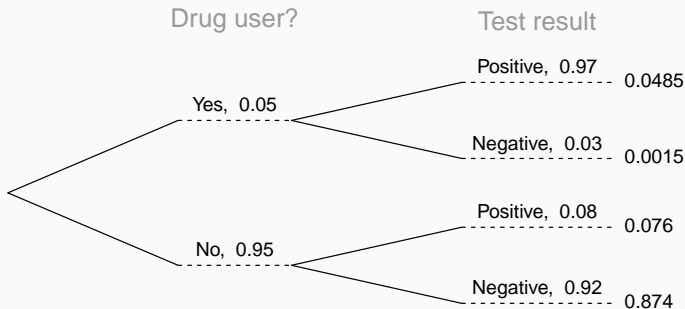 Drug user? Test result
Positive, 0.97 0.0485
Yes, 0.05
Negative, 0.03 0.0015
Positive, 0.08 0.076
No, 0.95
Negative, 0.92 0.874